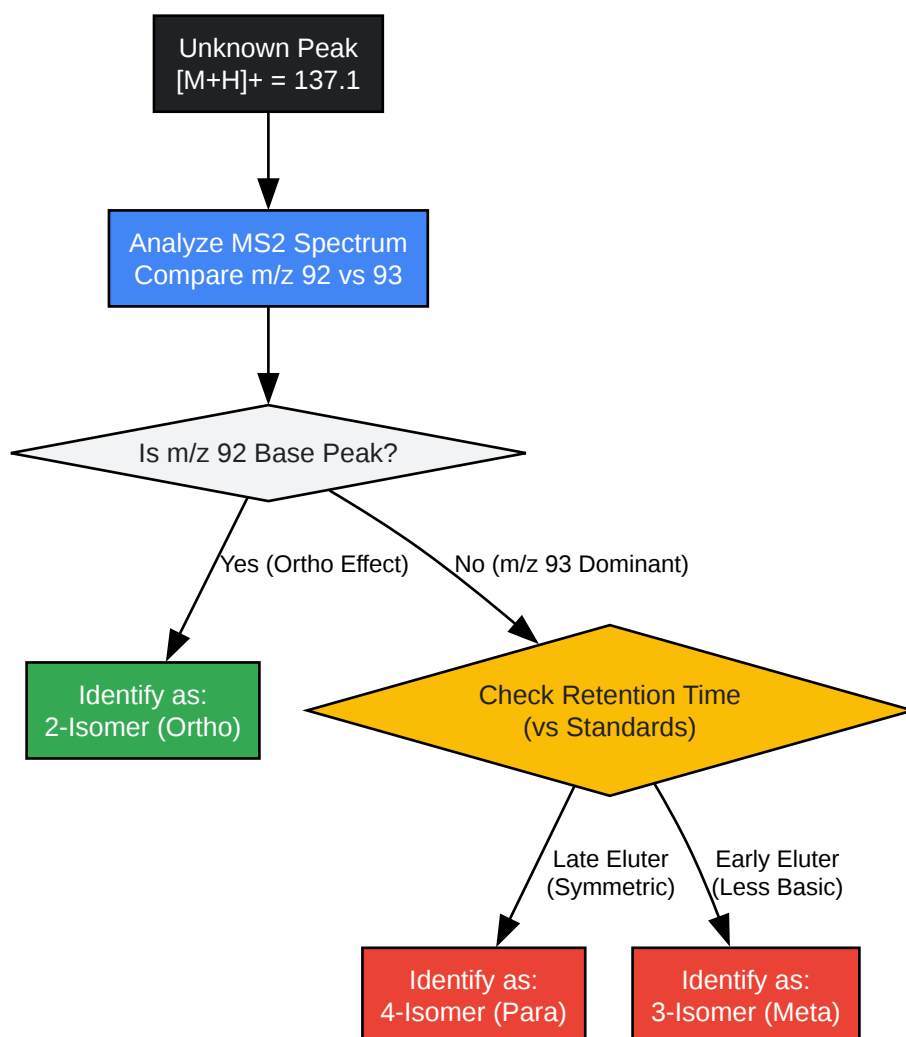 Unknown Peak
[M+H]+ = 137.1
Analyze MS2 Spectrum
Compare m/z 92 vs 93
Is m/z 92 Base Peak?
Yes (Ortho Effect)
No (m/z 93 Dominant)
Identify as:
2-Isomer (Ortho)
Check Retention Time
(vs Standards)
Late Eluter
(Symmetric)
Early Eluter
(Less Basic)
Identify as:
4-Isomer (Para)
Identify as:
3-Isomer (Meta)